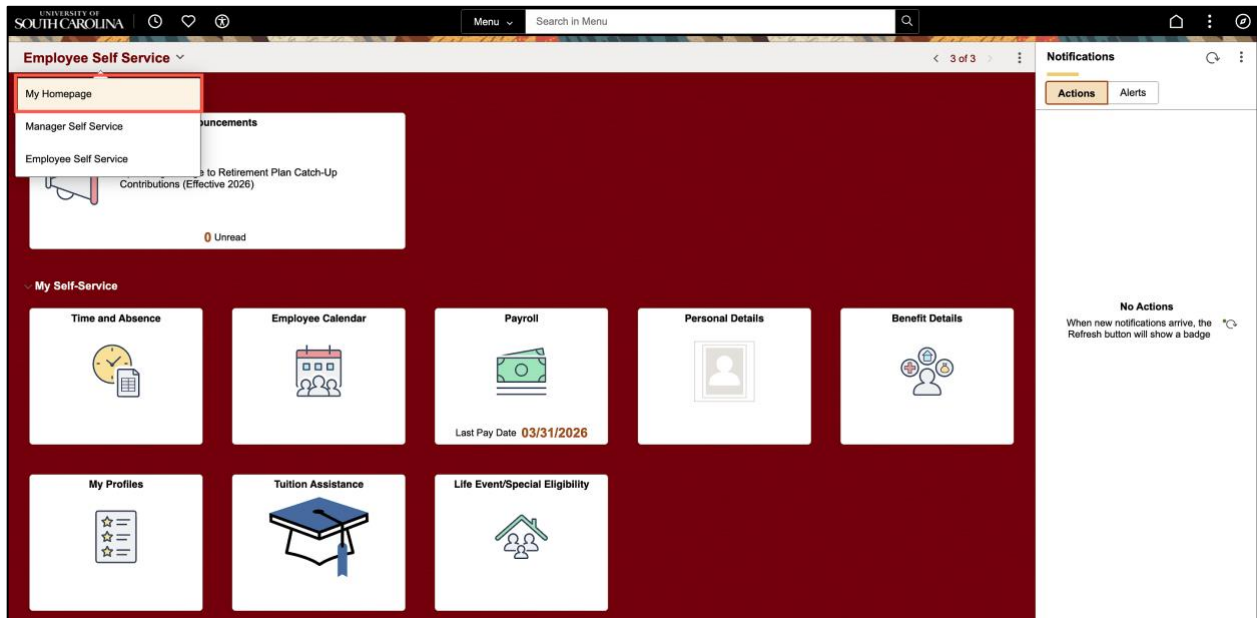 UNIVERSITY OF
SOUTH CAROLINA
Menu
Search in Menu
Employee Self Service
3 of 3
Notifications
My Homepage
Manager Self Service
Employee Self Service
Actions
Alerts
to Retirement Plan Catch-Up
Contributions (Effective 2026)
0 Unread
My Self-Service
Time and Absence
Employee Calendar
Payroll
Personal Details
Benefit Details
Last Pay Date 03/31/2026
No Actions
When new notifications arrive, the
Refresh button will show a badge
My Profiles
Tuition Assistance
Life Event/Special Eligibility